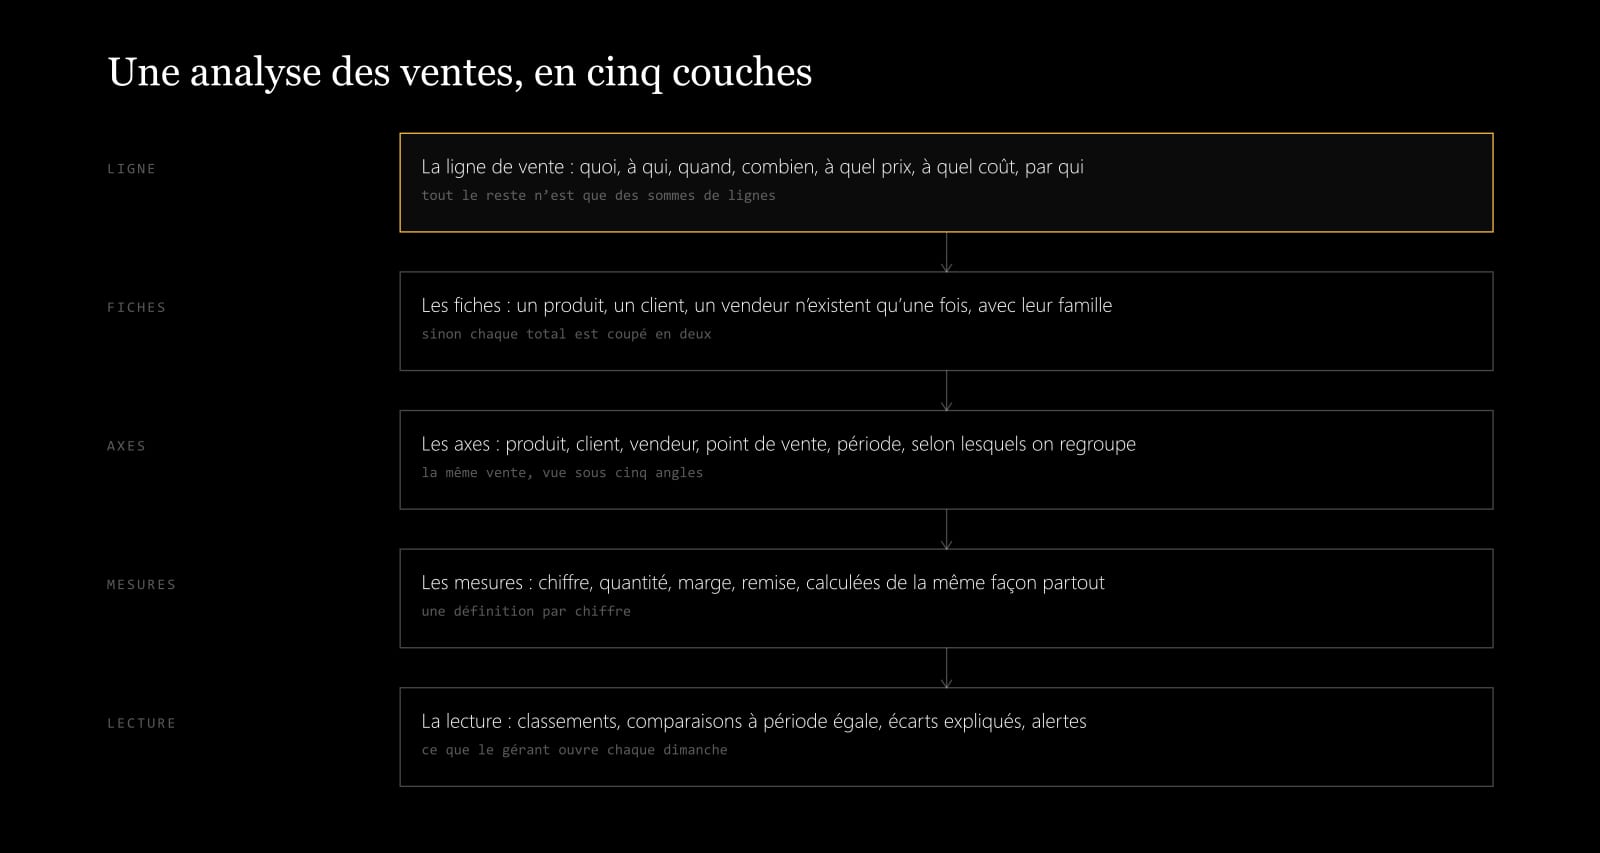 Une analyse des ventes, en cinq couches
LIGNE
La ligne de vente : quoi, à qui, quand, combien, à quel prix, à quel coût, par qui
tout le reste n’est que des sommes de lignes
FICHES
Les fiches : un produit, un client, un vendeur n’existent qu’une fois, avec leur famille
sinon chaque total est coupé en deux
AXES
Les axes : produit, client, vendeur, point de vente, période, selon lesquels on regroupe
la même vente, vue sous cinq angles
MESURES
Les mesures : chiffre, quantité, marge, remise, calculées de la même façon partout
une définition par chiffre
LECTURE
La lecture : classements, comparaisons à période égale, écarts expliqués, alertes
ce que le gérant ouvre chaque dimanche